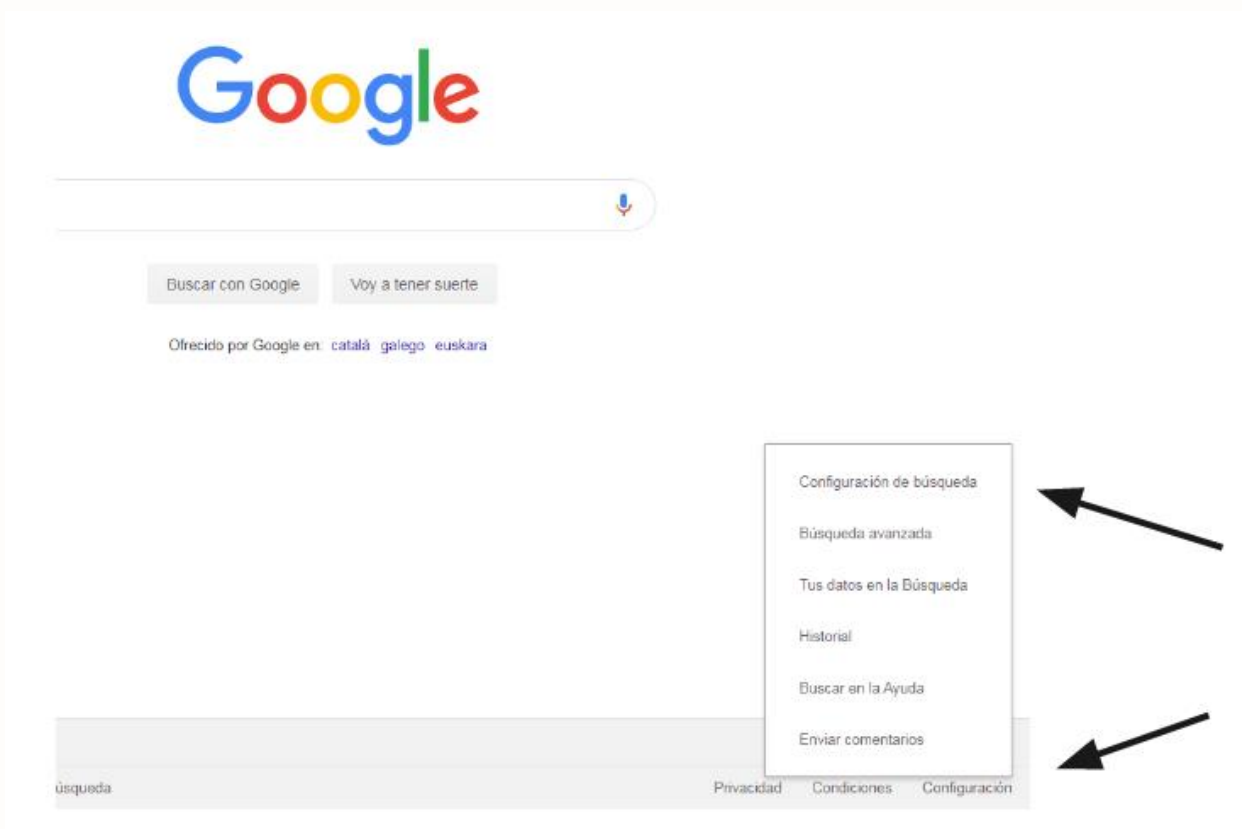 Google
Buscar con Google Voy a tener suerte
Ofrecido por Google en: català galego euskara
Configuración de búsqueda
Búsqueda avanzada
Tus datos en la Búsqueda
Historial
Buscar en la Ayuda
Enviar comentarios
úsqueda Privacidad Condiciones Configuración